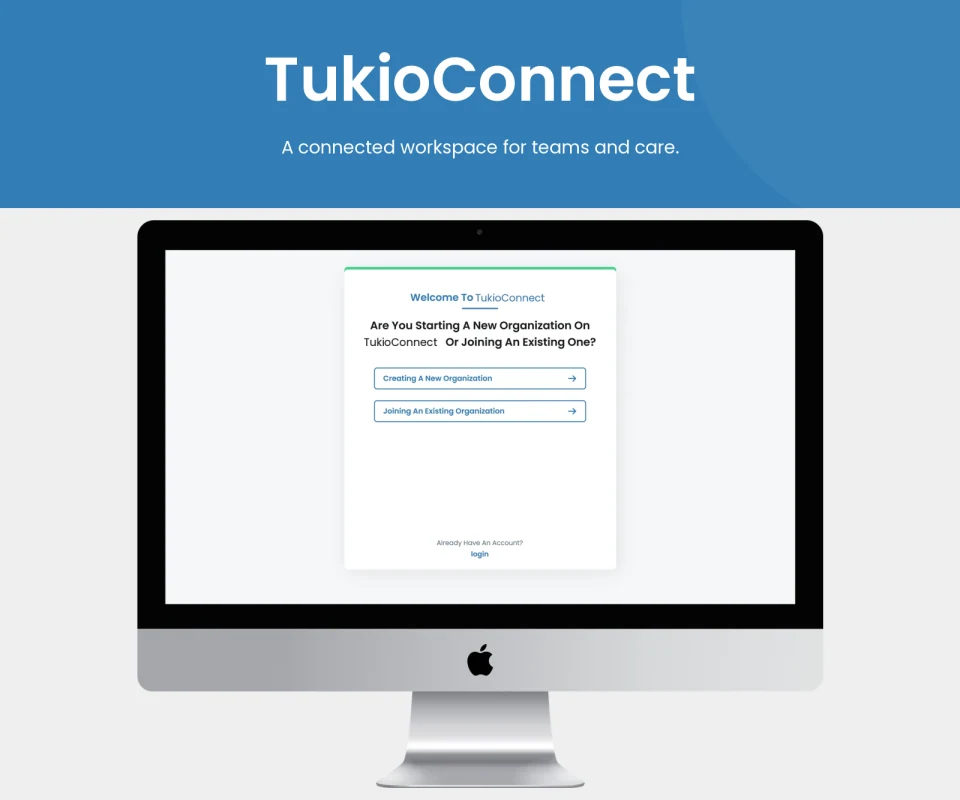 TukioConnect
A connected workspace for teams and care.
Welcome To TukioConnect
Are You Starting A New Organization On
TukioConnect Or Joining An Existing One?
Creating A New Organization
Joining An Existing Organization
Already Have An Account?
login